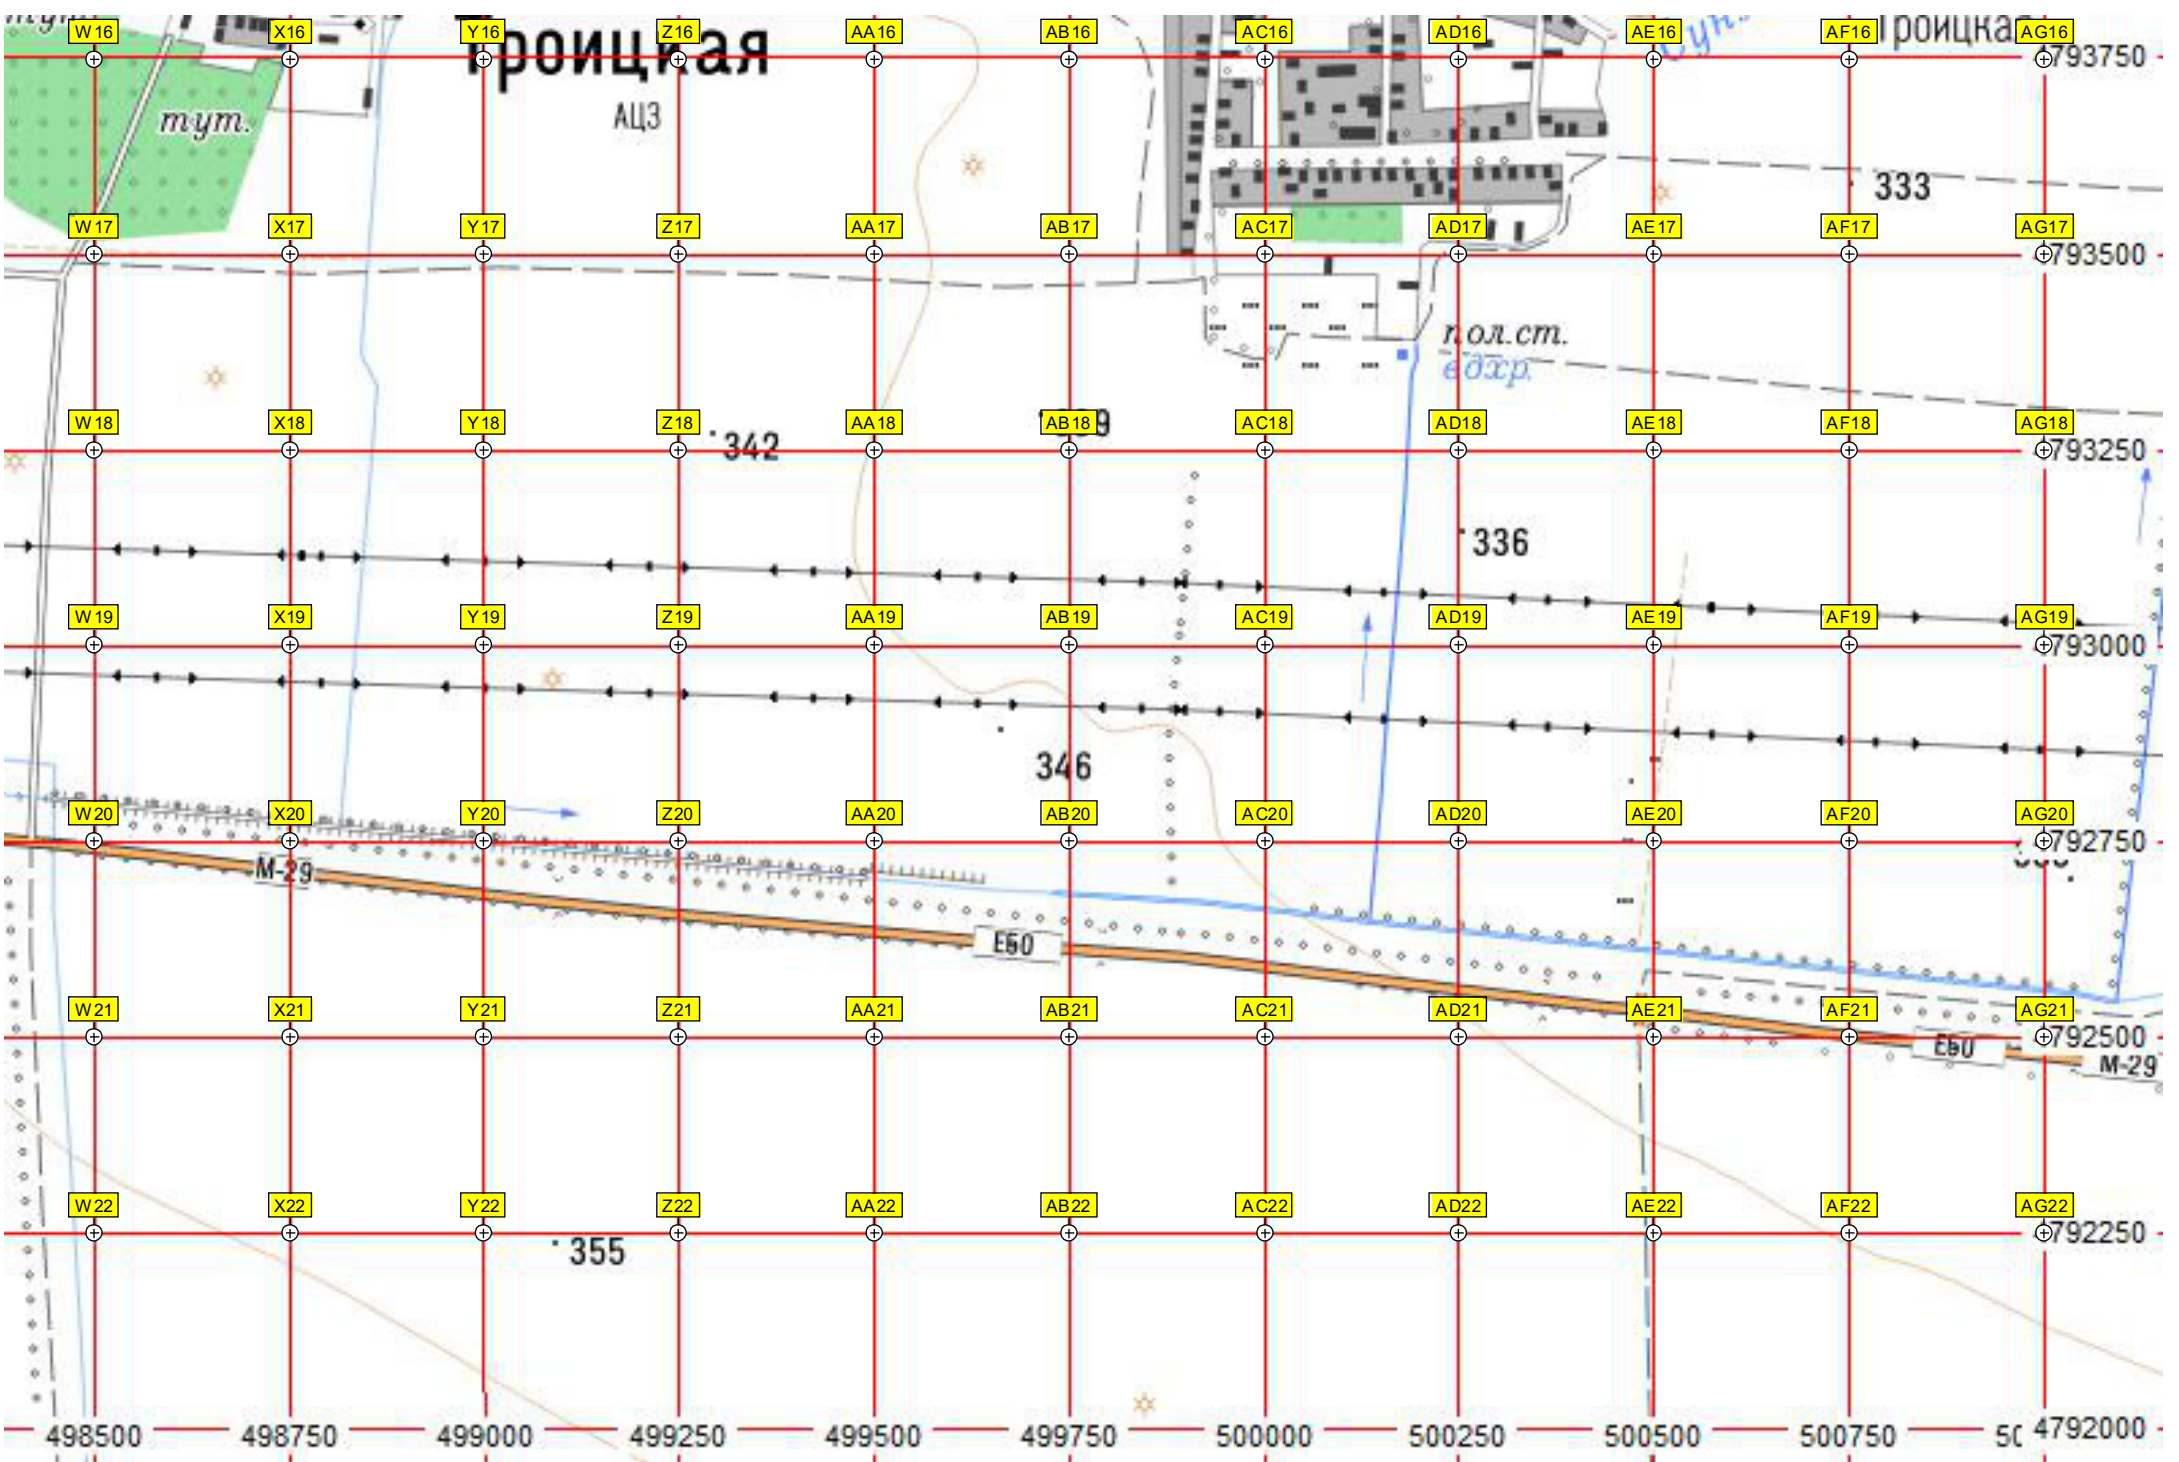 W16 X16 Y16 Z16 AA16 AB16 AC16 AD16 AE16 AF16 AG16
Троицкая
4793750
тут.
АЦЗ
333
W17 X17 Y17 Z17 AA17 AB17 AC17 AD17 AE17 AF17 AG17
4793500
пол.ст.
вдхр.
W18 X18 Y18 Z18 AA18 AB18 AC18 AD18 AE18 AF18 AG18
342
4793250
336
W19 X19 Y19 Z19 AA19 AB19 AC19 AD19 AE19 AF19 AG19
4793000
346
W20 X20 Y20 Z20 AA20 AB20 AC20 AD20 AE20 AF20 AG20
4792750
М-29
Е60
W21 X21 Y21 Z21 AA21 AB21 AC21 AD21 AE21 AF21 AG21
4792500
Е60
М-29
W22 X22 Y22 Z22 AA22 AB22 AC22 AD22 AE22 AF22 AG22
4792250
355
498500 498750 499000 499250 499500 499750 500000 500250 500500 500750 4792000